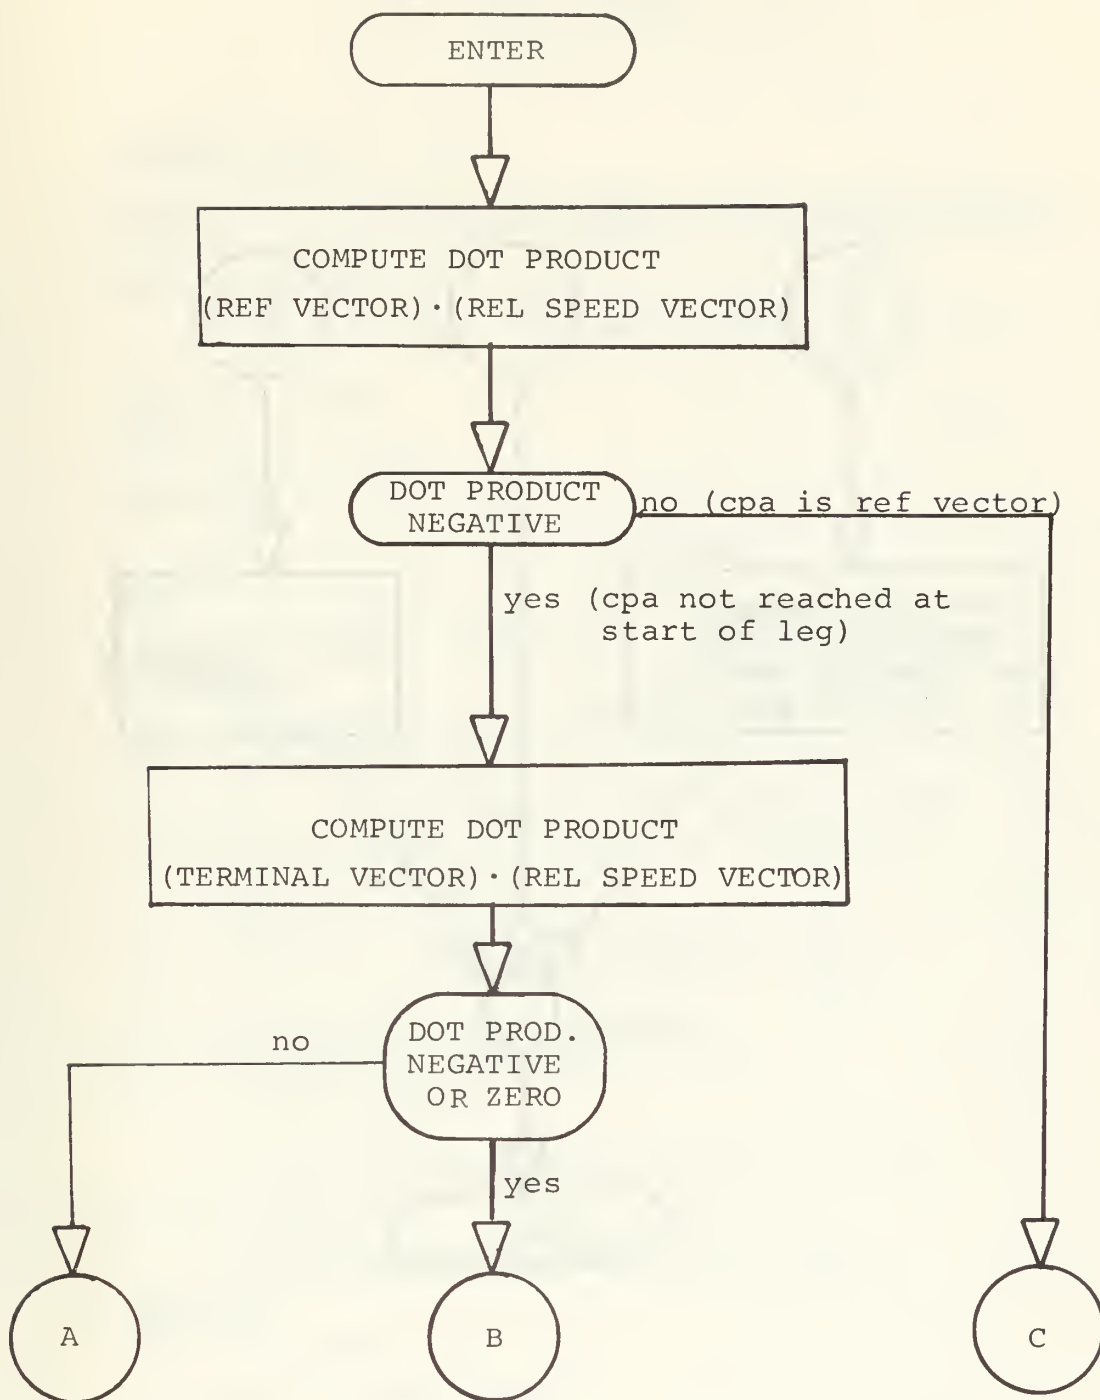 ENTER
COMPUTE DOT PRODUCT
(REF VECTOR)·(REL SPEED VECTOR)
DOT PRODUCT
NEGATIVE
no (cpa is ref vector)
yes (cpa not reached at
start of leg)
COMPUTE DOT PRODUCT
(TERMINAL VECTOR)·(REL SPEED VECTOR)
DOT PROD.
NEGATIVE
OR ZERO
no
yes
A
B
C